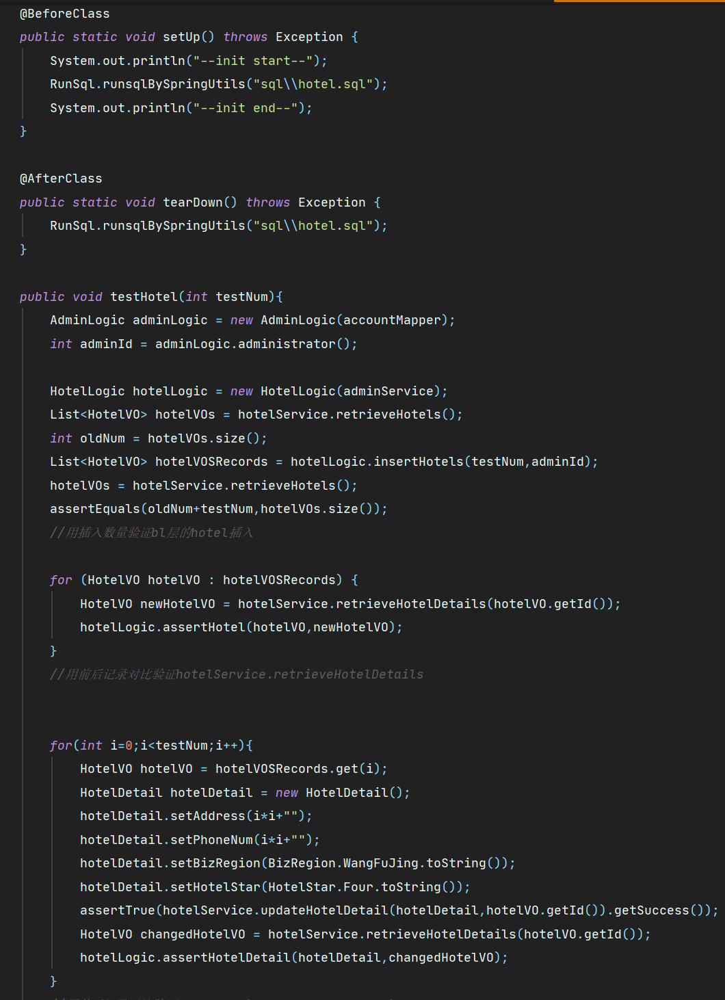 @BeforeClass
public static void setUp() throws Exception {
    System.out.println("--init start--");
    RunSql.runsqlBySpringUtils("sql\\hotel.sql");
    System.out.println("--init end--");
}
@AfterClass
public static void tearDown() throws Exception {
    RunSql.runsqlBySpringUtils("sql\\hotel.sql");
}
public void testHotel(int testNum){
    AdminLogic adminLogic = new AdminLogic(accountMapper);
    int adminId = adminLogic.administrator();
    HotelLogic hotelLogic = new HotelLogic(adminService);
    List<HotelVO> hotelVOs = hotelService.retrieveHotels();
    int oldNum = hotelVOs.size();
    List<HotelVO> hotelVOSRecords = hotelLogic.insertHotels(testNum,adminId);
    hotelVOs = hotelService.retrieveHotels();
    assertEquals(oldNum+testNum,hotelVOs.size());
    //用插入数量验证bl层的hotel插入
    for (HotelVO hotelVO : hotelVOSRecords) {
        HotelVO newHotelVO = hotelService.retrieveHotelDetails(hotelVO.getId());
        hotelLogic.assertHotel(hotelVO,newHotelVO);
    }
    //用前后记录对比验证hotelService.retrieveHotelDetails
    for(int i=0;i<testNum;i++){
        HotelVO hotelVO = hotelVOSRecords.get(i);
        HotelDetail hotelDetail = new HotelDetail();
        hotelDetail.setAddress(i*i+"");
        hotelDetail.setPhoneNum(i*i+"");
        hotelDetail.setBizRegion(BizRegion.WangFuJing.toString());
        hotelDetail.setHotelStar(HotelStar.Four.toString());
        assertTrue(hotelService.updateHotelDetail(hotelDetail,hotelVO.getId()).getSuccess());
        HotelVO changedHotelVO = hotelService.retrieveHotelDetails(hotelVO.getId());
        hotelLogic.assertHotelDetail(hotelDetail,changedHotelVO);
    }